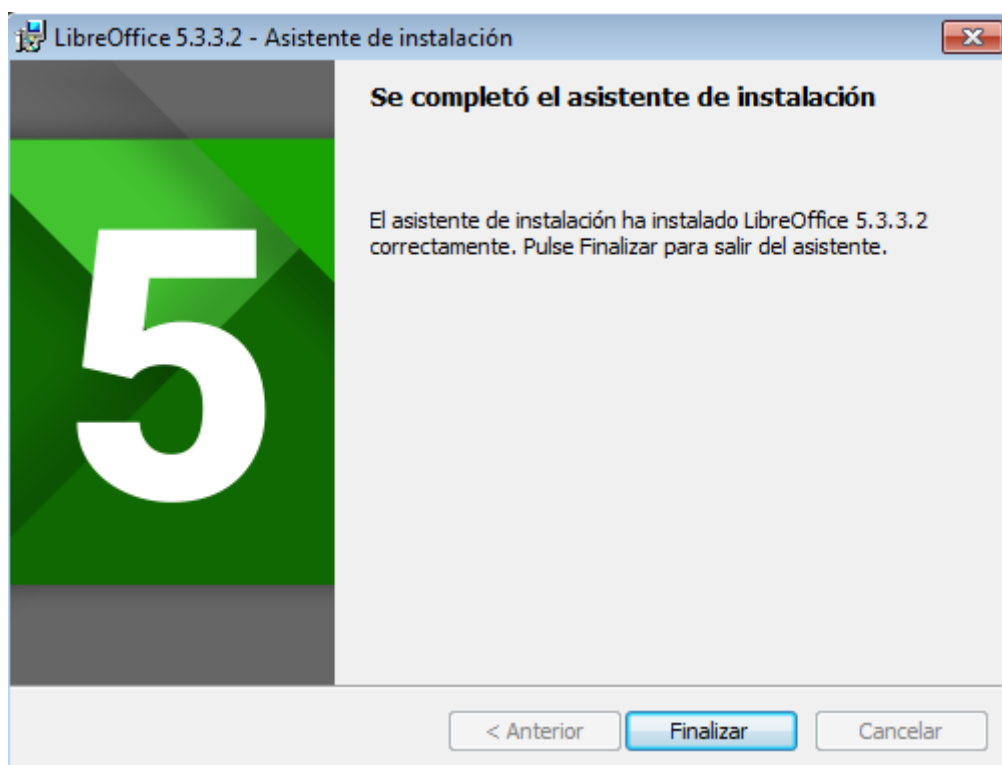 LibreOffice 5.3.3.2 - Asistente de instalación
Se completó el asistente de instalación
El asistente de instalación ha instalado LibreOffice 5.3.3.2
correctamente. Pulse Finalizar para salir del asistente.
5
< Anterior
Finalizar
Cancelar